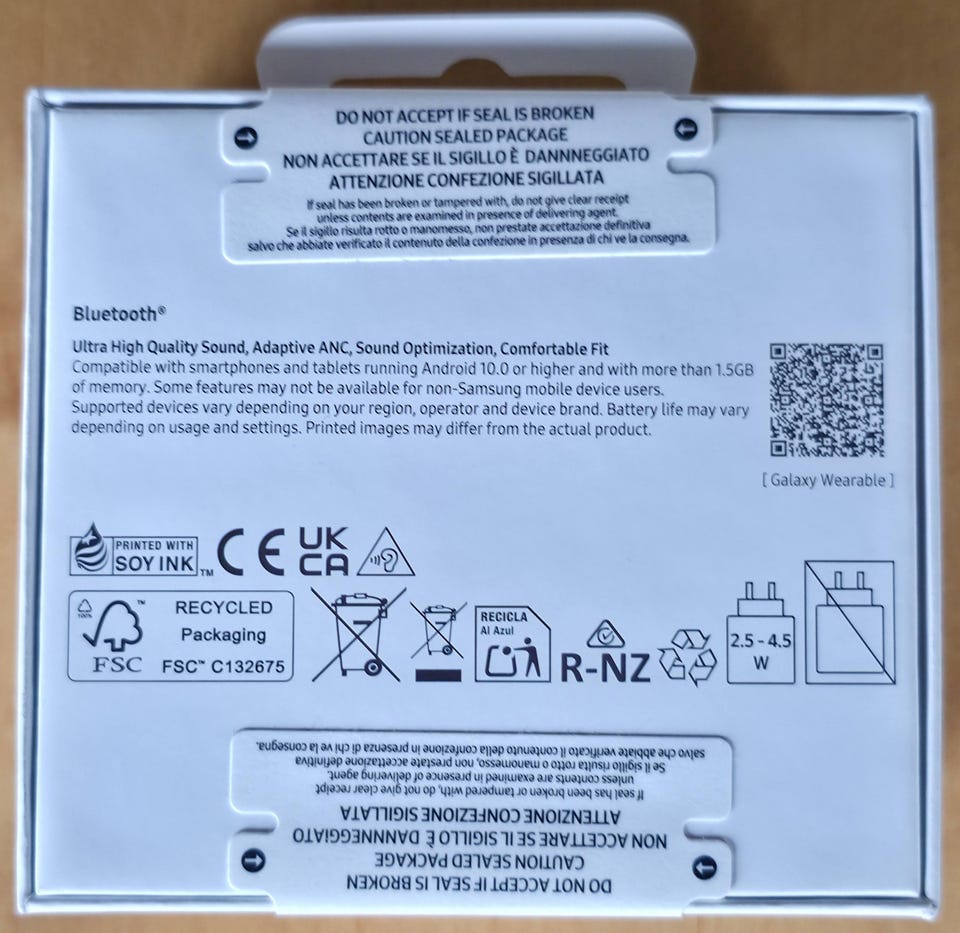 DO NOT ACCEPT IF SEAL IS BROKEN
CAUTION SEALED PACKAGE
NON ACCETTARE SE IL SIGILLO È DANNNEGGIATO
ATTENZIONE CONFEZIONE SIGILLATA
If seal has been broken or tampered with, do not give clear receipt
unless contents are examined in presence of delivering agent.
Se il sigillo risulta rotto o manomesso, non prestate accettazione definitiva
salvo che abbiate verificato il contenuto della confezione in presenza di chi ve la consegna.
Bluetooth®
Ultra High Quality Sound, Adaptive ANC, Sound Optimization, Comfortable Fit
Compatible with smartphones and tablets running Android 10.0 or higher and with more than 1.5GB
of memory. Some features may not be available for non-Samsung mobile device users.
Supported devices vary depending on your region, operator and device brand. Battery life may vary
depending on usage and settings. Printed images may differ from the actual product.
[ Galaxy Wearable ]
PRINTED WITH
SOY INK™
CE
UK
CA
100%
™
FSC
RECYCLED
Packaging
FSC™ C132675
RECICLA
Al Azul
R-NZ
2.5 - 4.5
W
DO NOT ACCEPT IF SEAL IS BROKEN
CAUTION SEALED PACKAGE
NON ACCETTARE SE IL SIGILLO È DANNNEGGIATO
ATTENZIONE CONFEZIONE SIGILLATA
If seal has been broken or tampered with, do not give clear receipt
unless contents are examined in presence of delivering agent.
Se il sigillo risulta rotto o manomesso, non prestate accettazione definitiva
salvo che abbiate verificato il contenuto della confezione in presenza di chi ve la consegna.